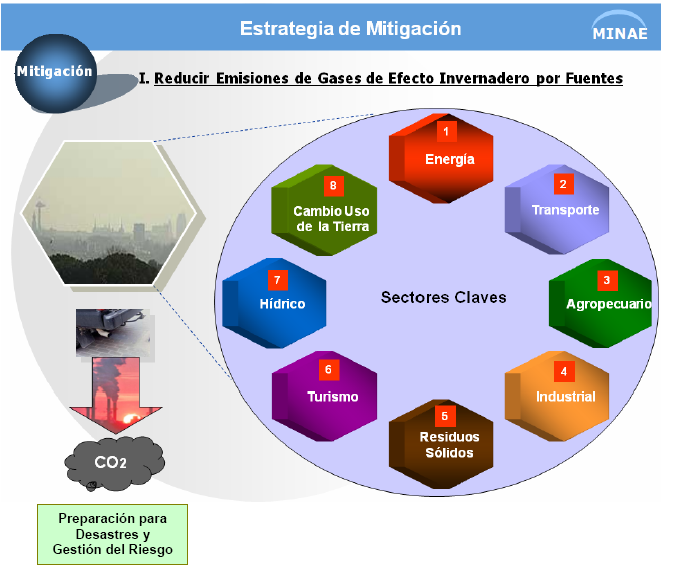 Estrategia de Mitigación
MINAE
Mitigación
I. Reducir Emisiones de Gases de Efecto Invernadero por Fuentes
1
Energía
2
Transporte
3
Agropecuario
4
Industrial
5
Residuos
Sólidos
6
Turismo
7
Hídrico
8
Cambio Uso
de la Tierra
Sectores Claves
CO2
Preparación para
Desastres y
Gestión del Riesgo